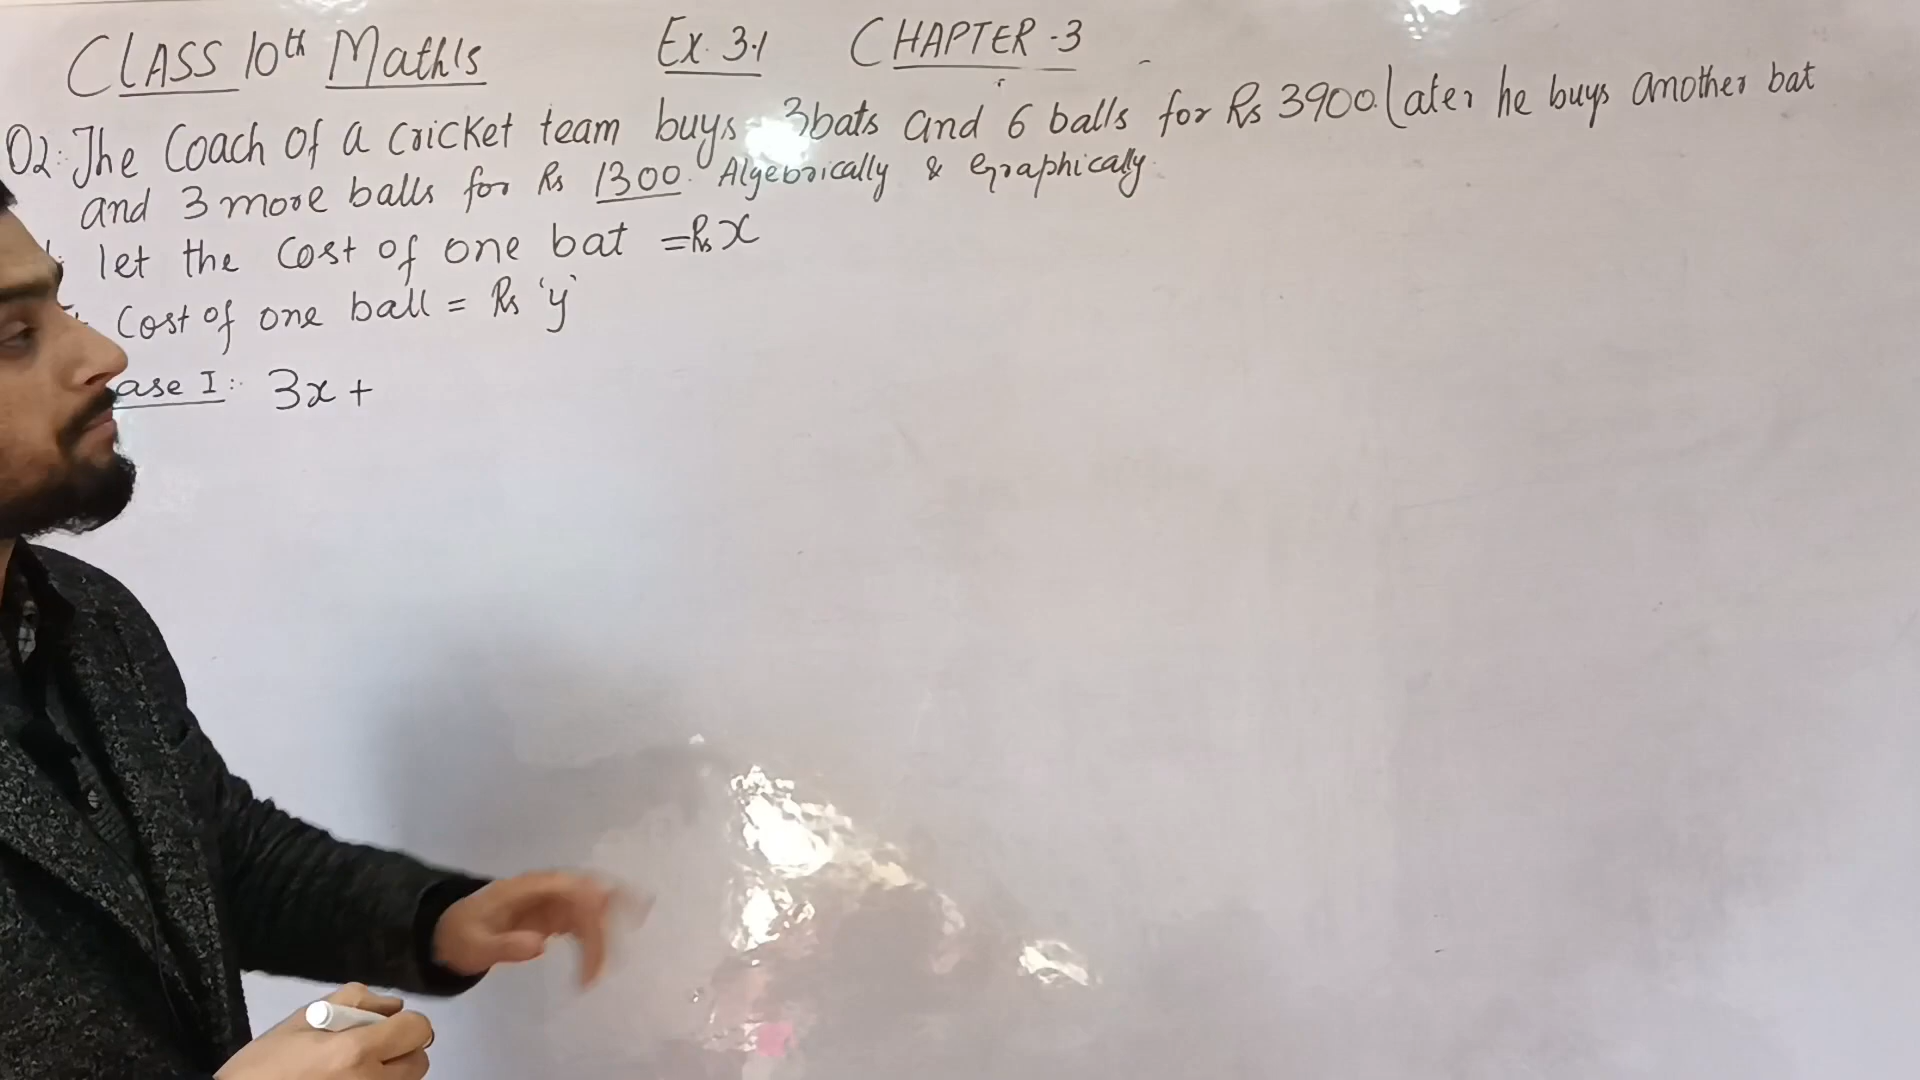 CLASS 10th Math's Ex. 3.1 CHAPTER-3
Q2: The Coach of a cricket team buys 3bats and 6 balls for Rs 3900. Later he buys another bat
and 3 more balls for Rs 1300. Algebraically & Graphically.
let the cost of one bat = Rs x
Cost of one ball = Rs 'y'
ase I: 3x +